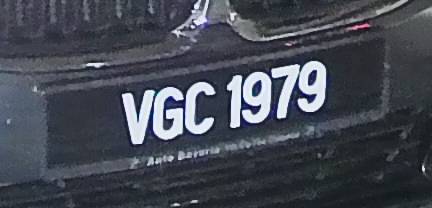 VGC 1979
Auto Bavaria